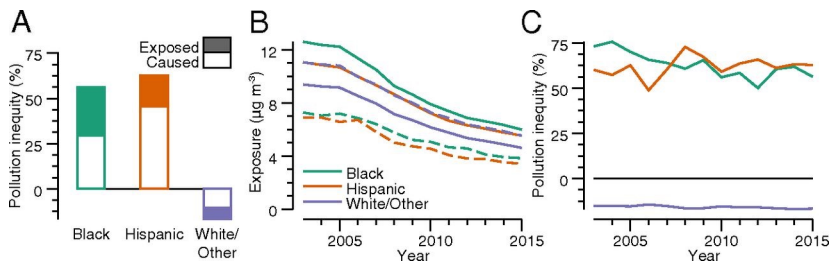 A
Pollution inequity (%)
75
50
25
0
Exposed
Caused
Black
Hispanic
White/
Other
B
Exposure (µg m-3)
12
8
4
0
Black
Hispanic
White/Other
2005
2010
2015
Year
C
Pollution inequity (%)
75
50
25
0
2005
2010
2015
Year